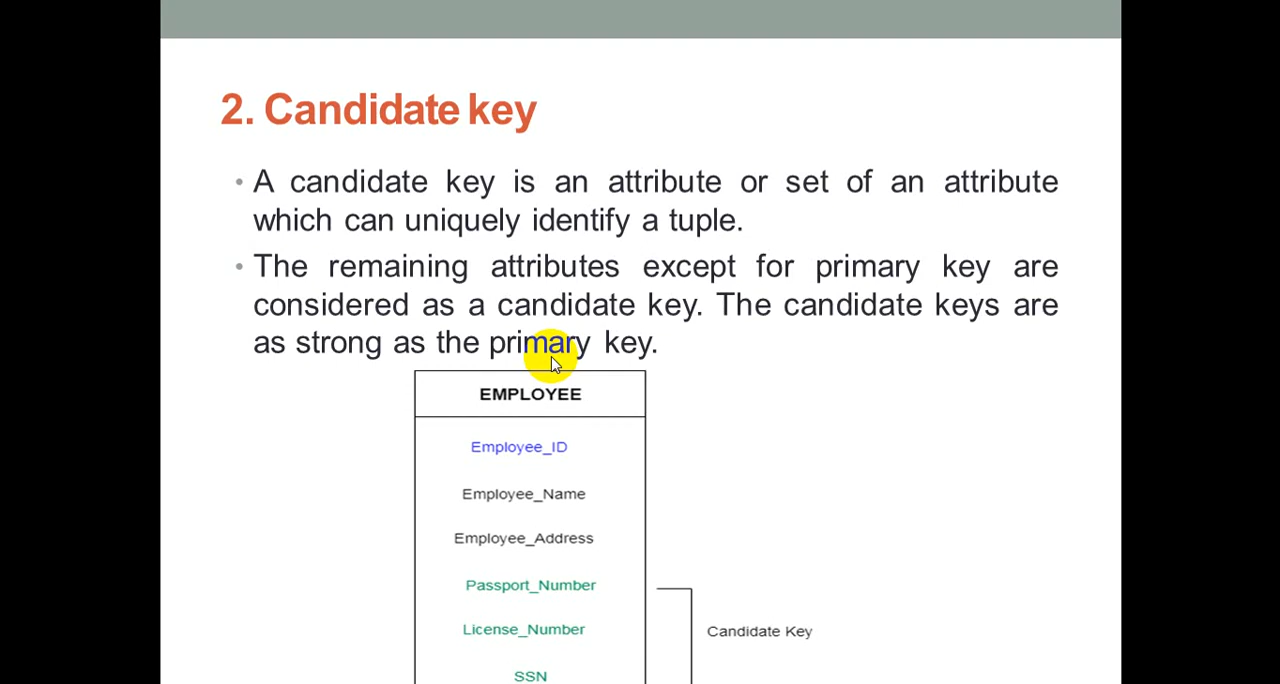 2. Candidate key
• A candidate key is an attribute or set of an attribute
which can uniquely identify a tuple.
• The remaining attributes except for primary key are
considered as a candidate key. The candidate keys are
as strong as the primary key.
EMPLOYEE
Employee_ID
Employee_Name
Employee_Address
Passport_Number
License_Number
Candidate Key
SSN